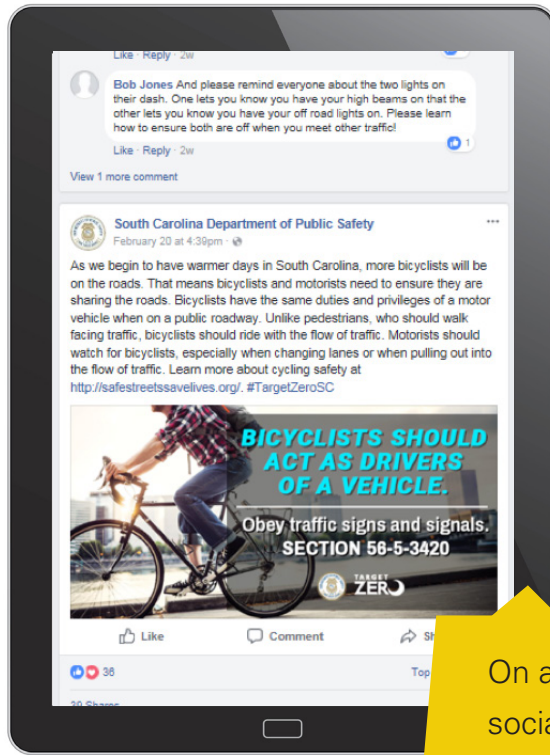 Like · Reply · 2w
Bob Jones And please remind everyone about the two lights on
their dash. One lets you know you have your high beams on that the
other lets you know you have your off road lights on. Please learn
how to ensure both are off when you meet other traffic!
1
Like · Reply · 2w
View 1 more comment
South Carolina Department of Public Safety
February 20 at 4:39pm ·
As we begin to have warmer days in South Carolina, more bicyclists will be
on the roads. That means bicyclists and motorists need to ensure they are
sharing the roads. Bicyclists have the same duties and privileges of a motor
vehicle when on a public roadway. Unlike pedestrians, who should walk
facing traffic, bicyclists should ride with the flow of traffic. Motorists should
watch for bicyclists, especially when changing lanes or when pulling out into
the flow of traffic. Learn more about cycling safety at
http://safestreetssavelives.org/. #TargetZeroSC
BICYCLISTS SHOULD
ACT AS DRIVERS
OF A VEHICLE.
Obey traffic signs and signals.
SECTION 56-5-3420
TARGET
ZERO
Like Comment
36 Top
39 Shares
On a
social